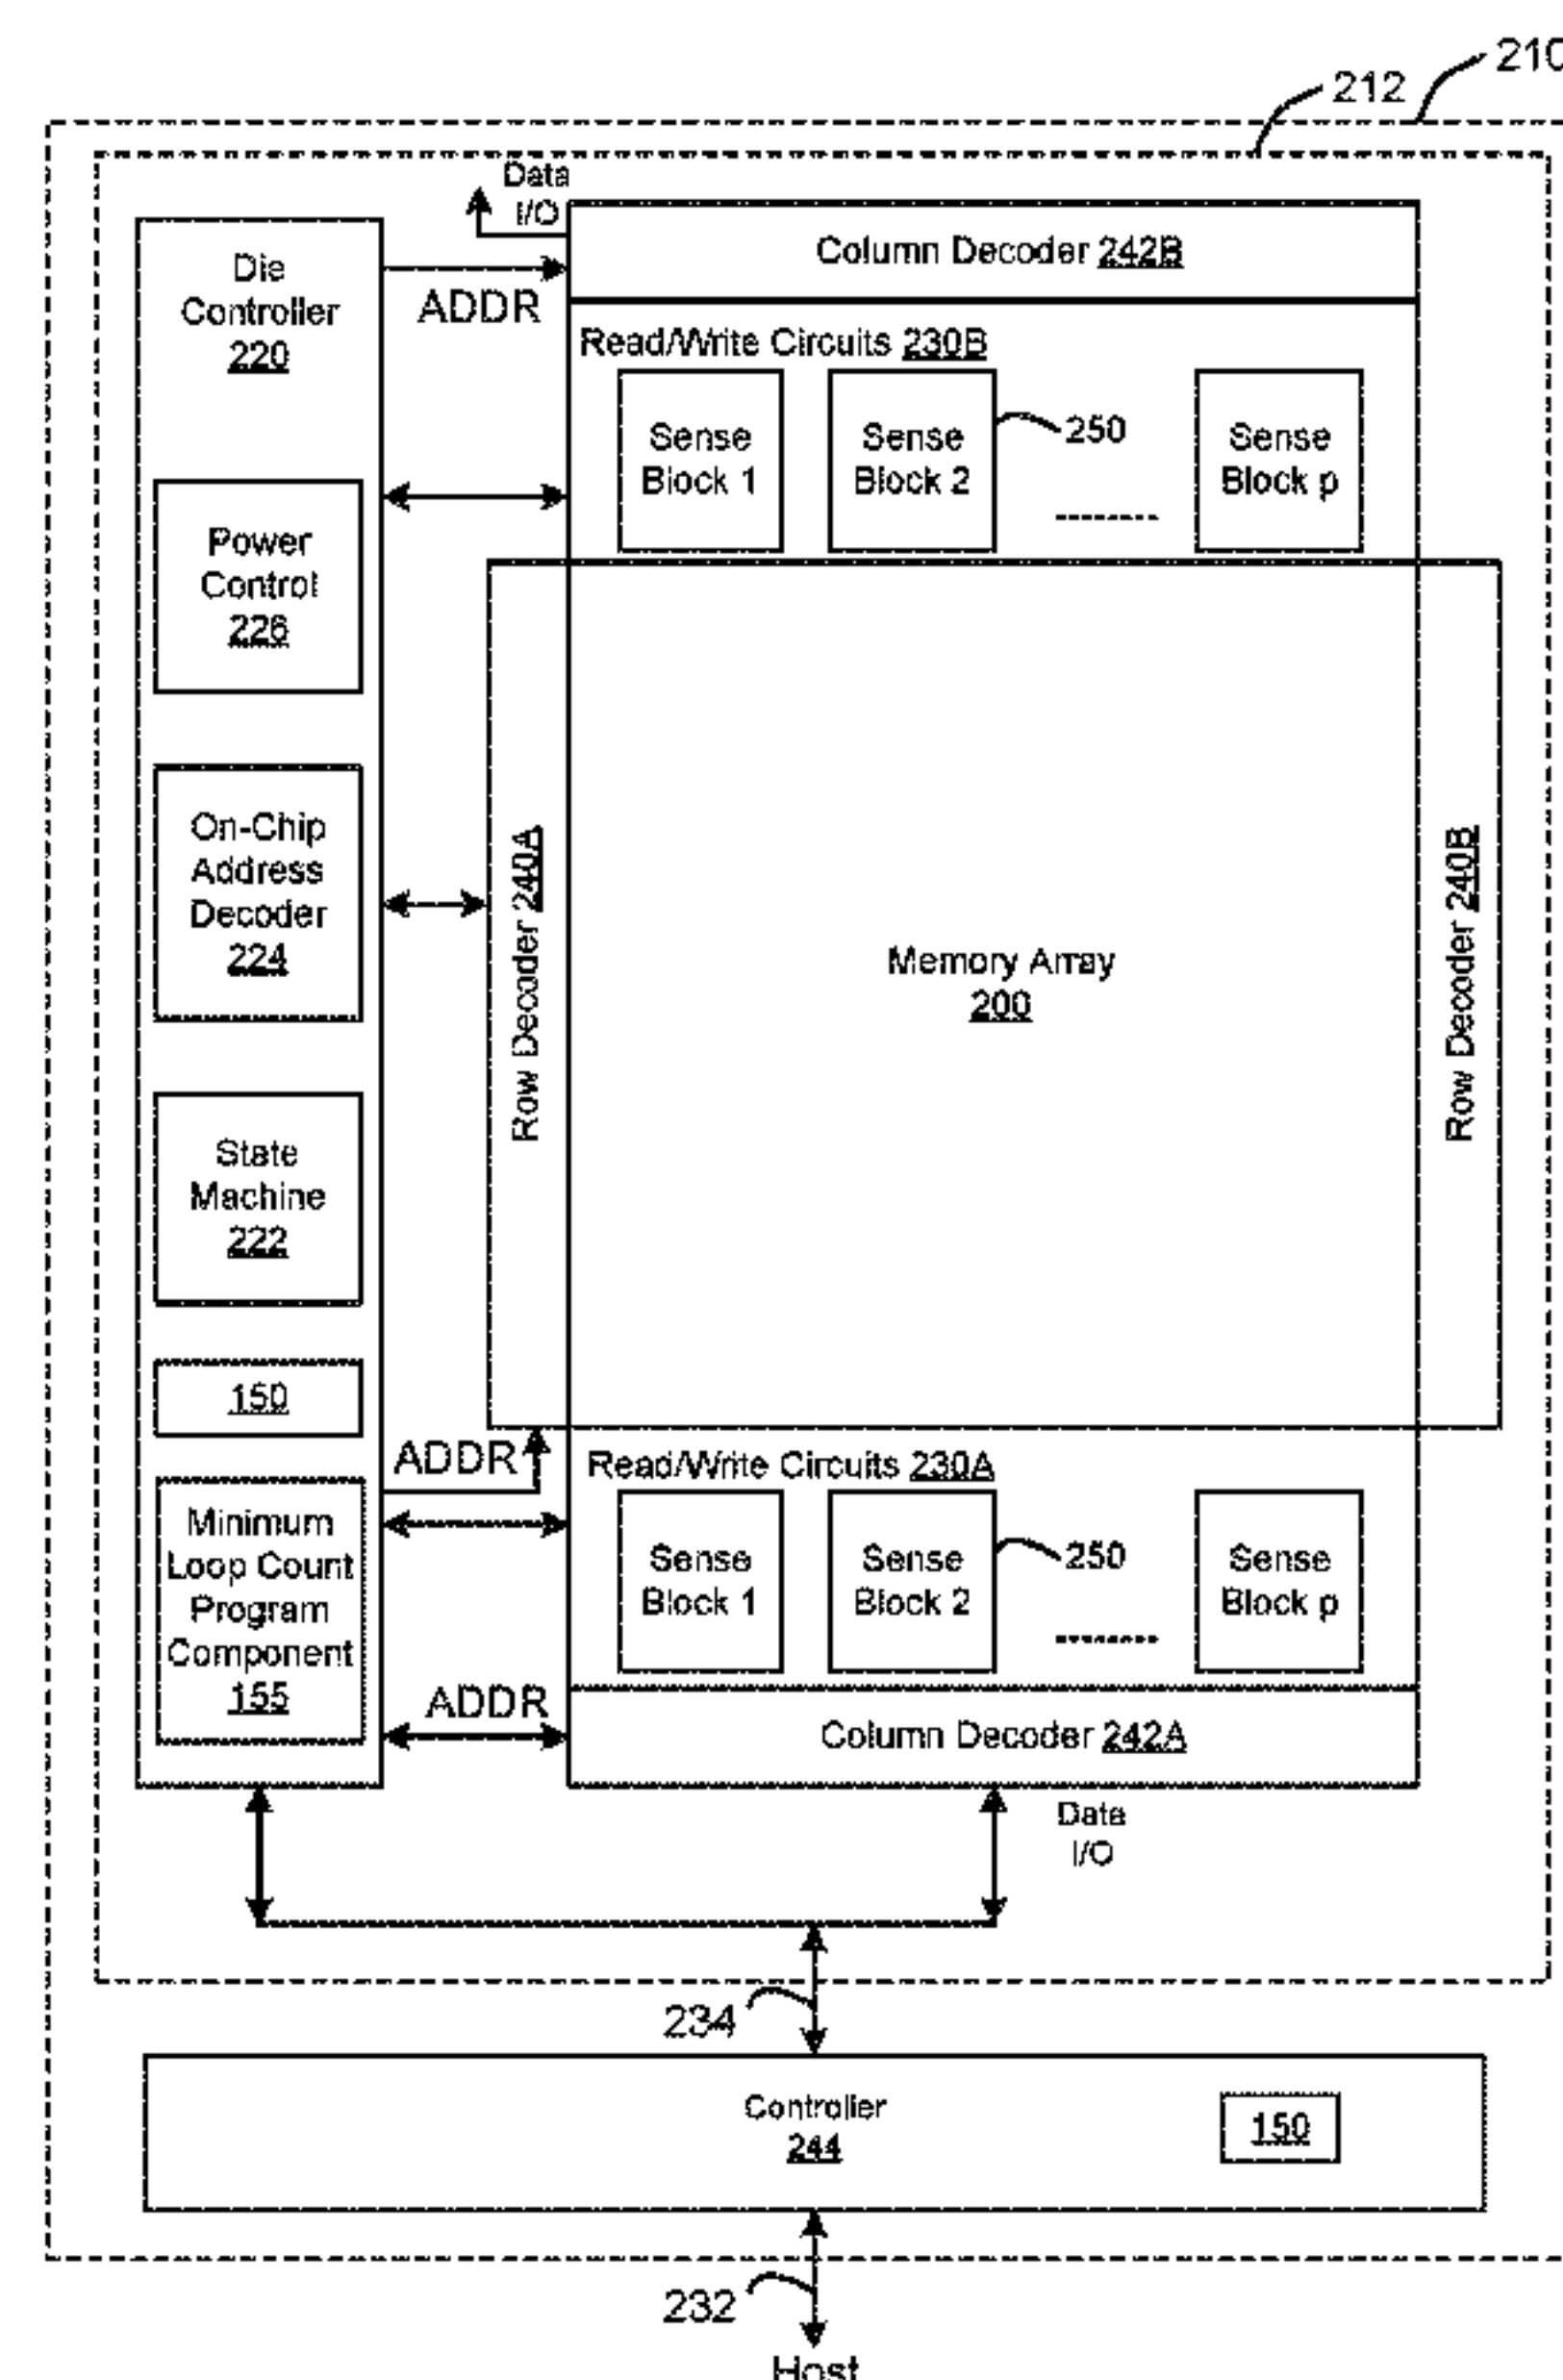 210
212
Data
I/O
Column Decoder 242B
Die
Controller
220
ADDR
Read/Write Circuits 230B
Sense
Block 1
Sense
Block 2
250
Sense
Block p
Power
Control
226
On-Chip
Address
Decoder
224
Row Decoder 240A
Memory Array
200
Row Decoder 240B
State
Machine
222
150
ADDR
Read/Write Circuits 230A
Minimum
Loop Count
Program
Component
155
Sense
Block 1
Sense
Block 2
250
Sense
Block p
ADDR
Column Decoder 242A
Data
I/O
234
Controller
244
150
232
Host